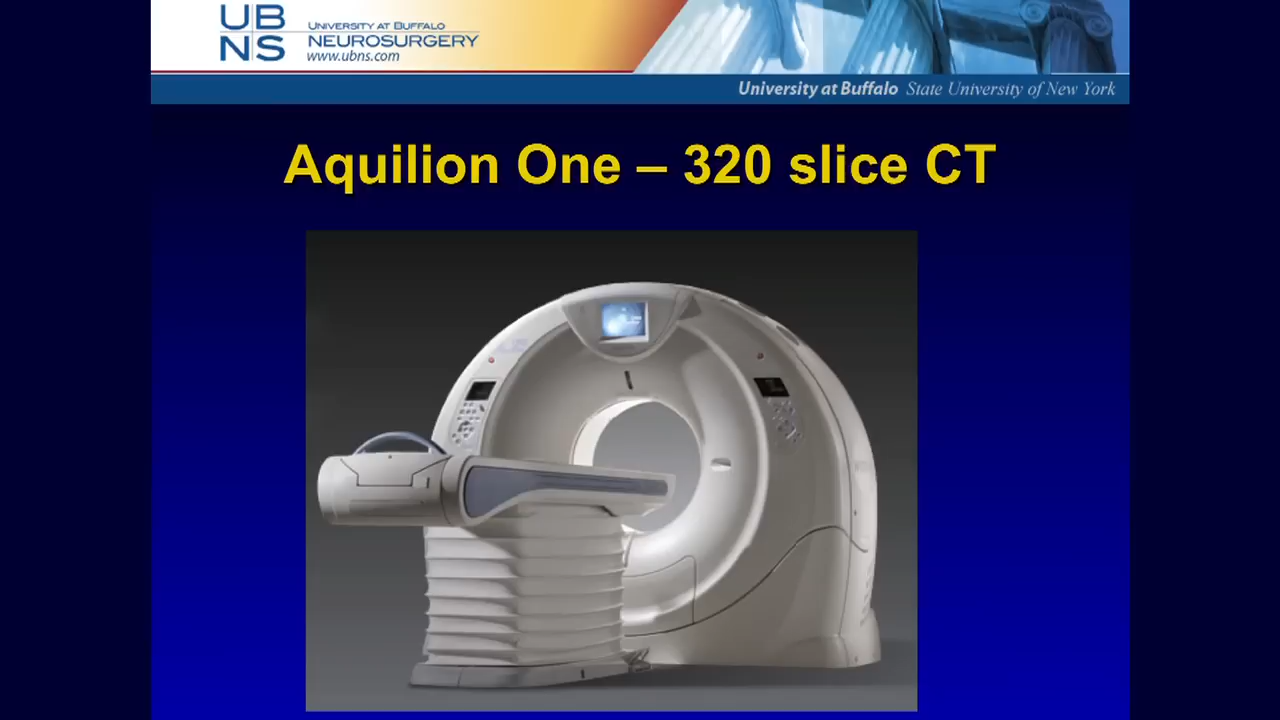 UB
NS
UNIVERSITY AT BUFFALO
NEUROSURGERY
www.ubns.com
University at Buffalo State University of New York
Aquilion One – 320 slice CT